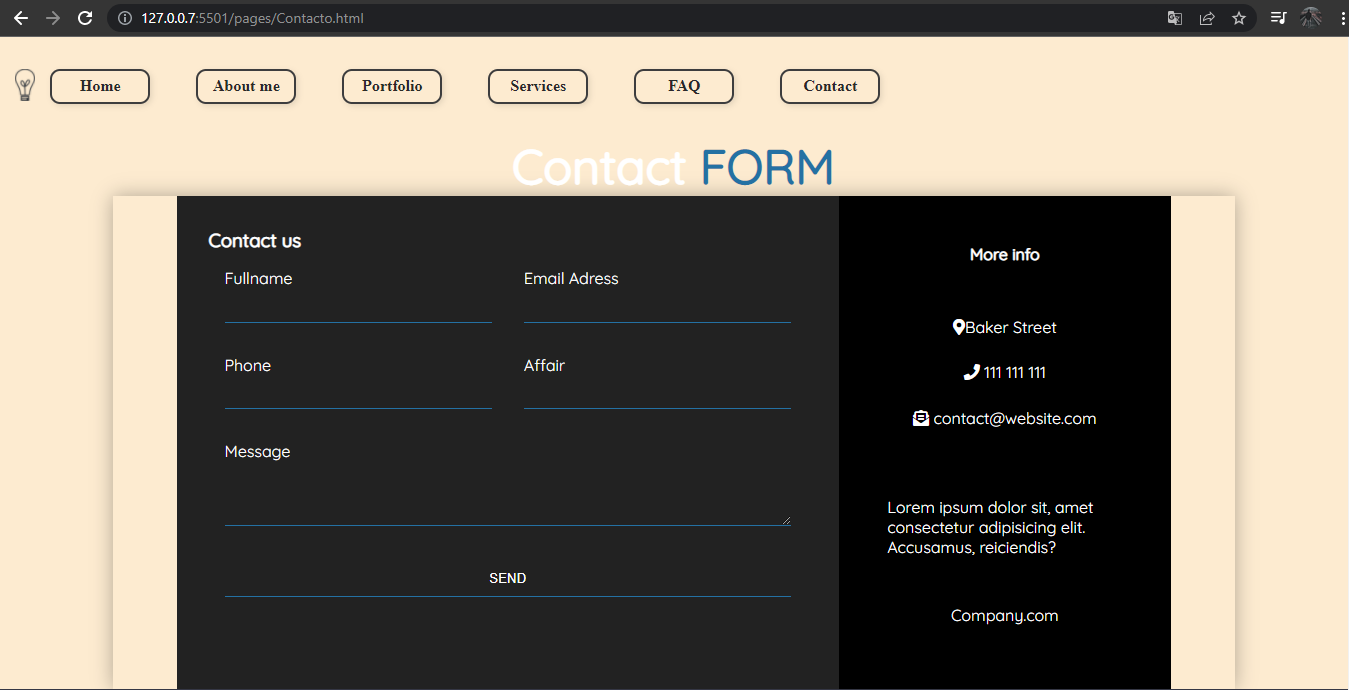 127.0.0.7:5501/pages/Contacto.html
Home About me Portfolio Services FAQ Contact
Contact FORM
Contact us
Fullname Email Adress
Phone Affair
Message
SEND
More info
Baker Street
111 111 111
contact@website.com
Lorem ipsum dolor sit, amet
consectetur adipisicing elit.
Accusamus, reiciendis?
Company.com